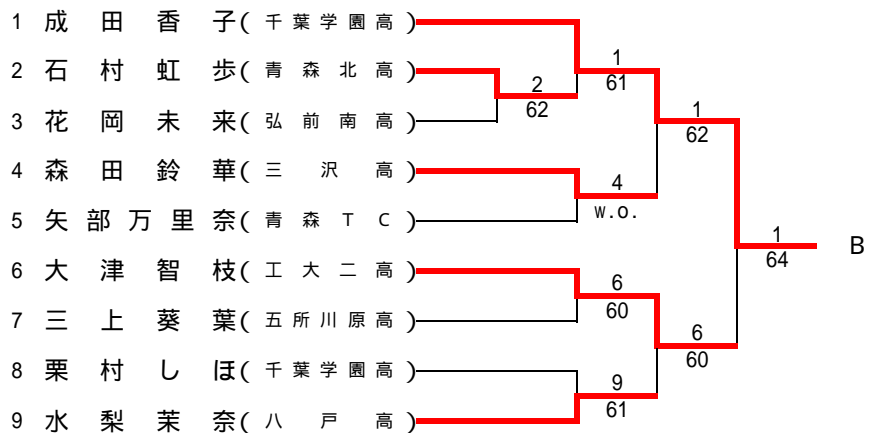 1 成田香子(千葉学園高)
2 石村虹歩(青森北高)
3 花岡未来(弘前南高)
4 森田鈴華(三沢高)
5 矢部万里奈(青森TC)
6 大津智枝(工大二高)
7 三上葵葉(五所川原高)
8 栗村しほ(千葉学園高)
9 水梨茉奈(八戸高)
2
62
1
61
4
w.o.
6
60
9
61
1
62
6
60
1
64
B